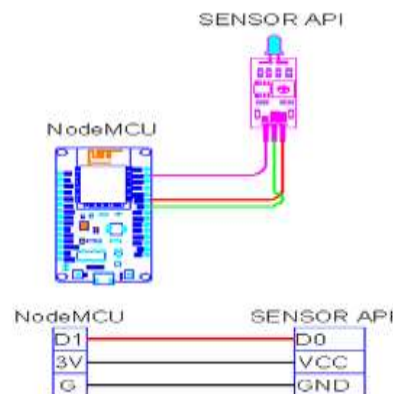 SENSOR API
NodeMCU
NodeMCU SENSOR API
D1 D0
3V VCC
G GND